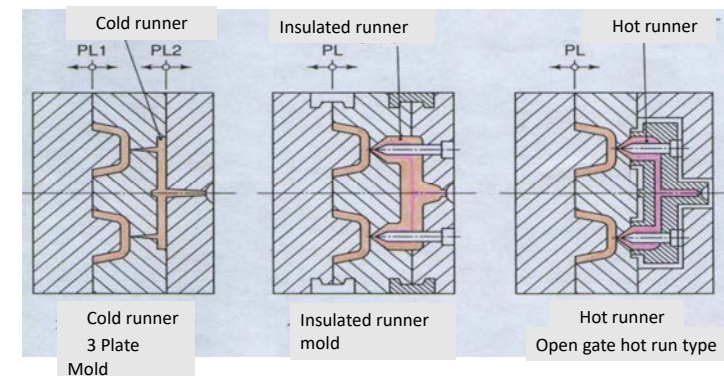 Cold runner
Insulated runner
Hot runner
PL1
PL2
PL
PL
Cold runner
3 Plate
Mold
Insulated runner
mold
Hot runner
Open gate hot run type